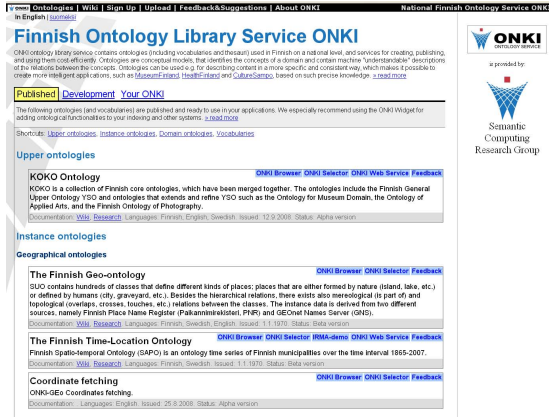 www ONKI Ontologies | Wiki | Sign Up | Upload | Feedback&Suggestions | About ONKI National Finnish Ontology Service ONKI
In English | suomeksi
Finnish Ontology Library Service ONKI
ONKI ontology library service contains ontologies (including vocabularies and thesauri) used in Finnish on a national level, and services for creating, publishing,
and using them cost-efficiently. Ontologies are conceptual models, that identifies the concepts of a domain and contain machine "understandable" descriptions
of the relations between the concepts. Ontologies can be used e.g. for describing content in a more specific and consistent way, which makes it possible to
create more intelligent applications, such as MuseumFinland, HealthFinland and CultureSampo, based on such precise knowledge. » read more
Published Development Your ONKI
The following ontologies (and vocabularies) are published and ready to use in your applications. We especially recommend using the ONKI Widget for
adding ontological functionalities to your indexing and other systems. » read more
Shortcuts: Upper ontologies, Instance ontologies, Domain ontologies, Vocabularies
Upper ontologies
KOKO Ontology ONKI Browser ONKI Selector ONKI Web Service Feedback
KOKO is a collection of Finnish core ontologies, which have been merged together. The ontologies include the Finnish General
Upper Ontology YSO and ontologies that extends and refine YSO such as the Ontology for Museum Domain, the Ontology of
Applied Arts, and the Finnish Ontology of Photography.
Documentation: Wiki, Research. Languages: Finnish, English, Swedish. Issued: 12.9.2008. Status: Alpha version
Instance ontologies
Geographical ontologies
The Finnish Geo-ontology ONKI Browser ONKI Selector Feedback
SUO contains hundreds of classes that define different kinds of places; places that are either formed by nature (island, lake, etc.)
or defined by humans (city, graveyard, etc.). Besides the hierarchical relations, there exists also mereological (is part of) and
topological (overlaps, crosses, touches, etc.) relations between the classes. The instance data is derived from two different
sources, namely Finnish Place Name Register (Paikannimirekisteri, PNR) and GEOnet Names Server (GNS).
Documentation: Wiki, Research. Languages: Finnish, Swedish, English. Issued: 1.1.1970. Status: Beta version
The Finnish Time-Location Ontology ONKI Browser ONKI Selector IRMA-demo ONKI Web Service Feedback
Finnish Spatio-temporal Ontology (SAPO) is an ontology time series of Finnish municipalities over the time interval 1865-2007.
Documentation: Wiki, Research. Languages: Finnish, Swedish. Issued: 1.1.1970. Status: Beta version
Coordinate fetching ONKI Browser ONKI Selector Feedback
ONKI-GEo Coordinates fetching.
Documentation: . Languages: English. Issued: 25.8.2008. Status: Alpha version
ONKI
ONTOLOGY SERVICE
is provided by:
Semantic
Computing
Research Group